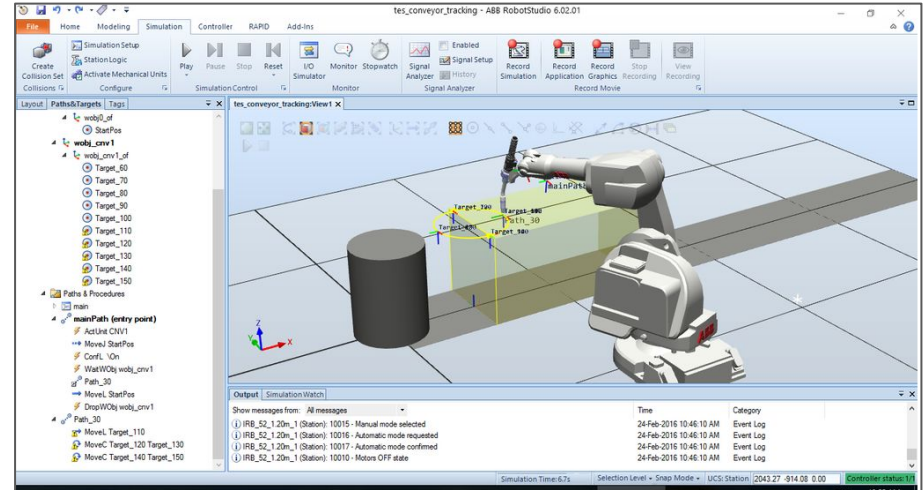 tes_conveyor_tracking - ABB RobotStudio 6.02.01
File Home Modeling Simulation Controller RAPID Add-Ins
Create Collision Set
Simulation Setup
Station Logic
Activate Mechanical Units
Play Pause Stop Reset
I/O Simulator
Monitor Stopwatch
Signal Analyzer
Enabled
Signal Setup
History
Record Simulation
Record Application
Record Graphics
Stop Recording
View Recording
Collisions Configure Simulation Control Monitor Signal Analyzer Record Movie
Layout Paths&Targets Tags
tes_conveyor_tracking:View1
wobj0_of
StartPos
wobj_cnv1
wobj_cnv1_of
Target_60
Target_70
Target_80
Target_90
Target_100
Target_110
Target_120
Target_130
Target_140
Target_150
Paths & Procedures
main
mainPath (entry point)
ActUnit CNV1
MoveJ StartPos
ConfL \On
WaitWObj wobj_cnv1
Path_30
MoveL StartPos
DropWObj wobj_cnv1
Path_30
MoveL Target_110
MoveC Target_120 Target_130
MoveC Target_140 Target_150
mainPat
ath_30
Z
Y
X
ABB
Output Simulation Watch
Show messages from: All messages Time Category
IRB_52_1.20m_1 (Station): 10015 - Manual mode selected 24-Feb-2016 10:46:10 AM Event Log
IRB_52_1.20m_1 (Station): 10016 - Automatic mode requested 24-Feb-2016 10:46:10 AM Event Log
IRB_52_1.20m_1 (Station): 10017 - Automatic mode confirmed 24-Feb-2016 10:46:10 AM Event Log
IRB_52_1.20m_1 (Station): 10010 - Motors OFF state 24-Feb-2016 10:46:10 AM Event Log
Simulation Time:6.7s Selection Level Snap Mode UCS: Station 2043.27 -914.08 0.00 Controller status: 1/1